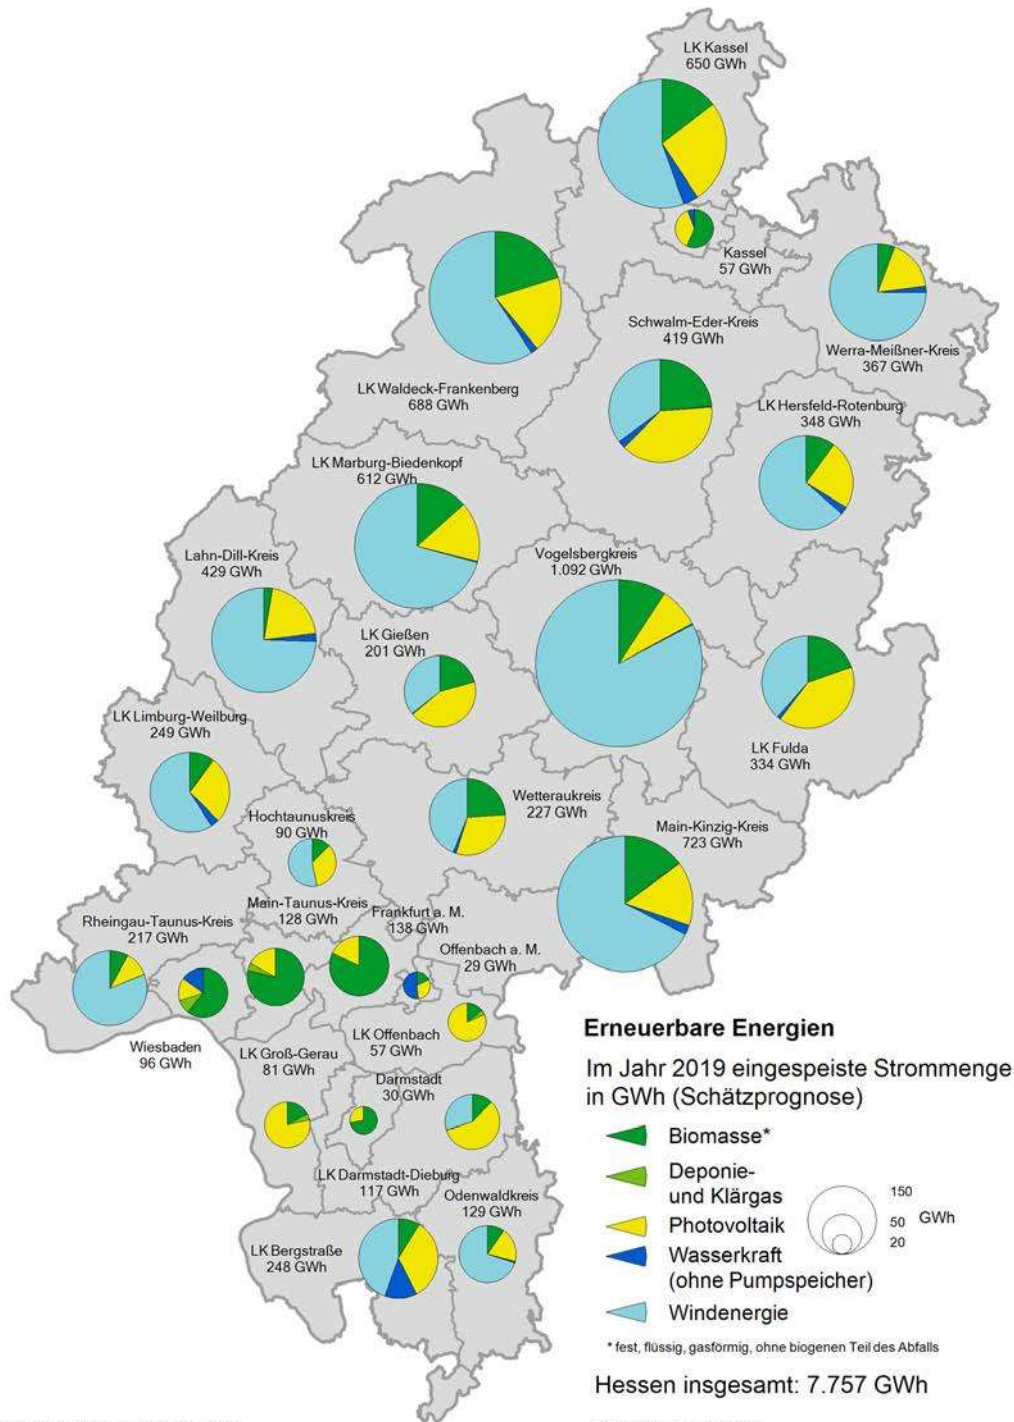 LK Kassel
650 GWh
Kassel
57 GWh
Werra-Meißner-Kreis
367 GWh
LK Waldeck-Frankenberg
688 GWh
Schwalm-Eder-Kreis
419 GWh
LK Hersfeld-Rotenburg
348 GWh
LK Marburg-Biedenkopf
612 GWh
Lahn-Dill-Kreis
429 GWh
Vogelsbergkreis
1.092 GWh
LK Gießen
201 GWh
LK Fulda
334 GWh
LK Limburg-Weilburg
249 GWh
Hochtaunuskreis
90 GWh
Wetteraukreis
227 GWh
Main-Kinzig-Kreis
723 GWh
Rheingau-Taunus-Kreis
217 GWh
Main-Taunus-Kreis
128 GWh
Frankfurt a. M.
138 GWh
Offenbach a. M.
29 GWh
Wiesbaden
96 GWh
LK Groß-Gerau
81 GWh
LK Offenbach
57 GWh
Darmstadt
30 GWh
LK Darmstadt-Dieburg
117 GWh
Odenwaldkreis
129 GWh
LK Bergstraße
248 GWh
Erneuerbare Energien
Im Jahr 2019 eingespeiste Strommenge
in GWh (Schätzprognose)
Biomasse*
Deponie-
und Klärgas
Photovoltaik
Wasserkraft
(ohne Pumpspeicher)
Windenergie
150
50
20
GWh
* fest, flüssig, gasförmig, ohne biogenen Teil des Abfalls
Hessen insgesamt: 7.757 GWh